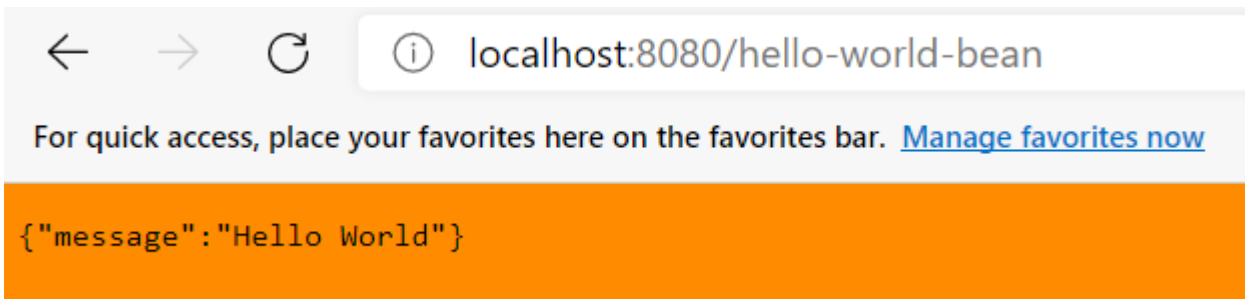 localhost:8080/hello-world-bean
For quick access, place your favorites here on the favorites bar. Manage favorites now
{"message":"Hello World"}